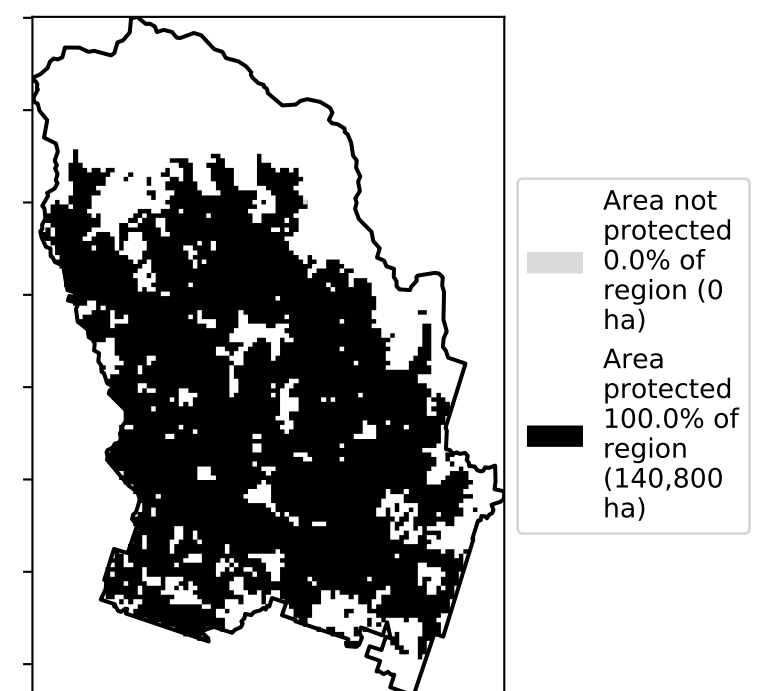 Area not
protected
0.0% of
region (0
ha)
Area
protected
100.0% of
region
(140,800
ha)